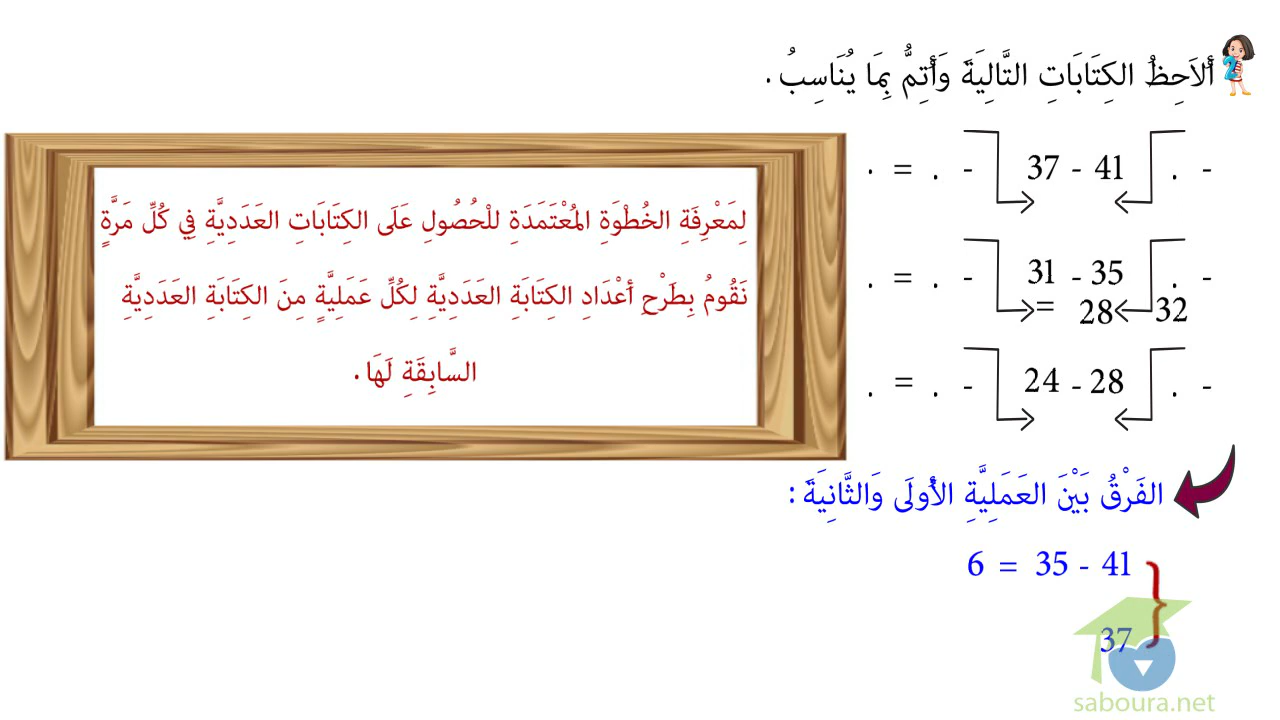 أُلاَحِظُ الكِتَابَاتِ التَّالِيَةَ وَأُتِمُّ بِمَا يُنَاسِبُ .
- . 41 - 37 - . = .
- . 35 - 31 - . = .
32 28 =
- . 28 - 24 - . = .
لِمَعْرِفَةِ الخُطْوَةِ المُعْتَمَدَةِ للْحُصُولِ عَلَى الكِتَابَاتِ العَدَدِيَّةِ فِي كُلِّ مَرَّةٍ
نَقُومُ بِطَرْحِ أَعْدَادِ الكِتَابَةِ العَدَدِيَّةِ لِكُلِّ عَمَلِيَّةٍ مِنَ الكِتَابَةِ العَدَدِيَّةِ
السَّابِقَةِ لَهَا .
الفَرْقُ بَيْنَ العَمَلِيَّةِ الأُولَى وَالثَّانِيَةَ :
41 - 35 = 6
37
saboura.net